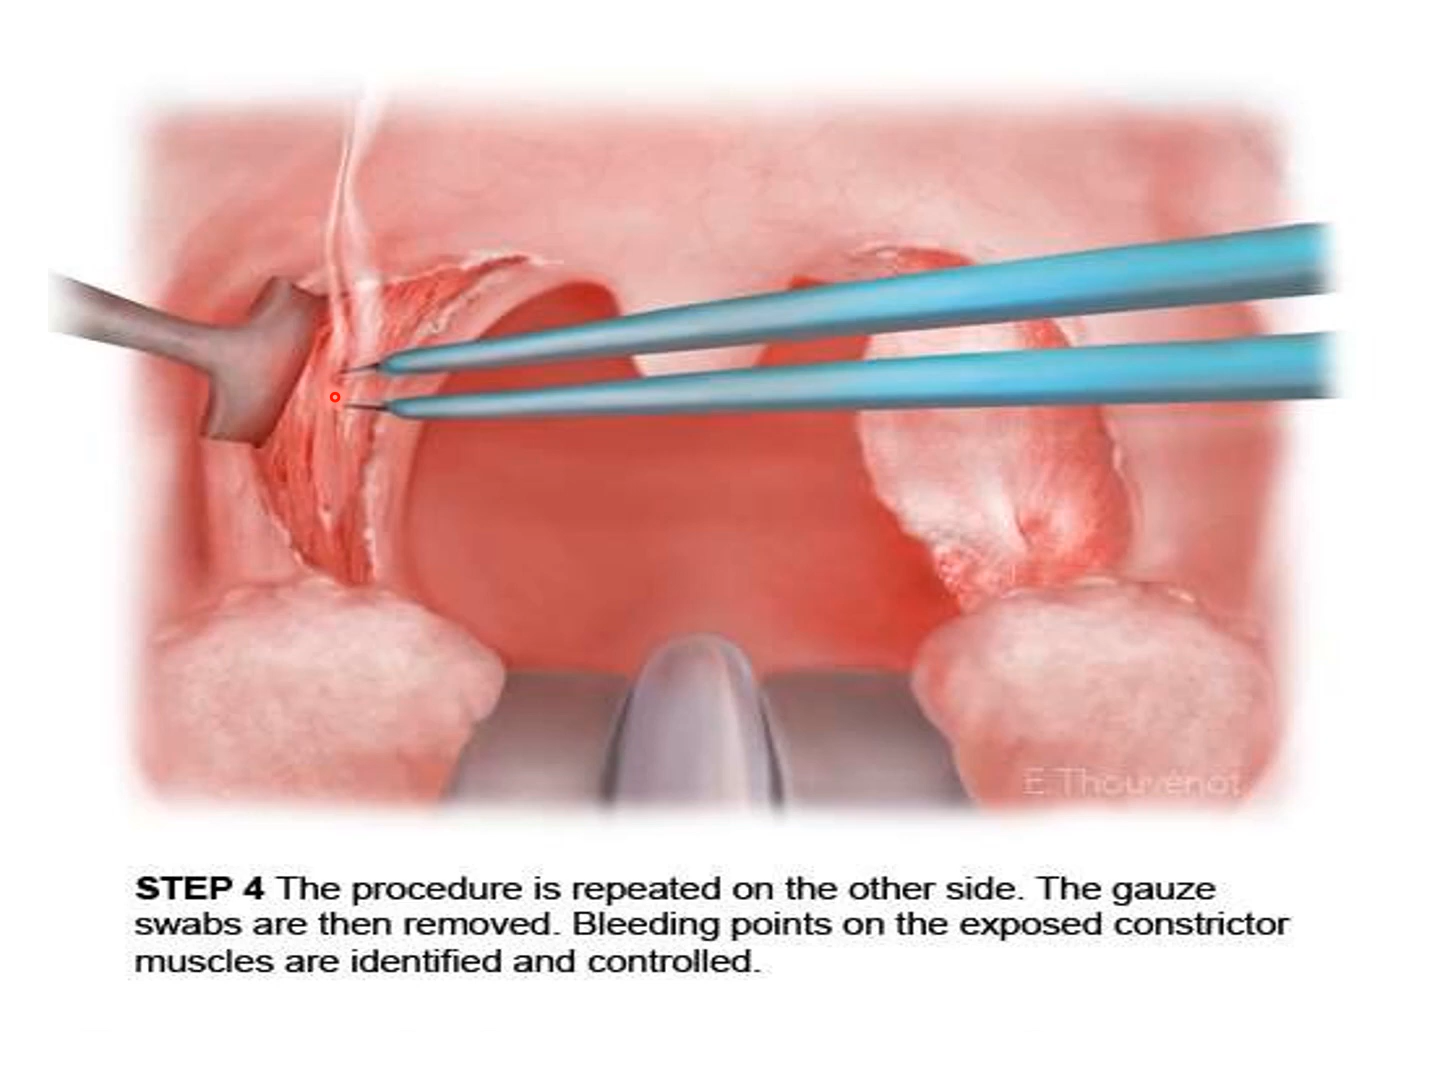 E.Thouvenot
STEP 4 The procedure is repeated on the other side. The gauze
swabs are then removed. Bleeding points on the exposed constrictor
muscles are identified and controlled.